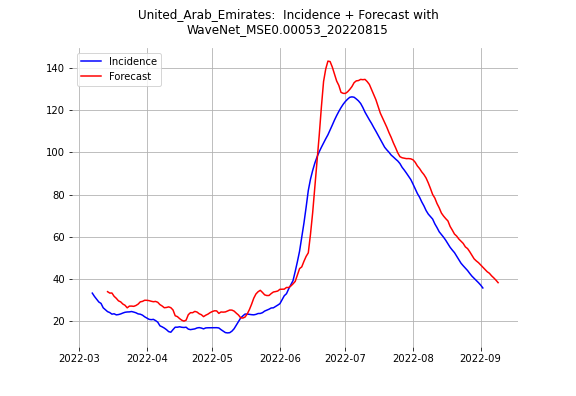 United_Arab_Emirates:  Incidence + Forecast with
WaveNet_MSE0.00053_20220815
Incidence
Forecast
140
120
100
80
60
40
20
2022-03 2022-04 2022-05 2022-06 2022-07 2022-08 2022-09